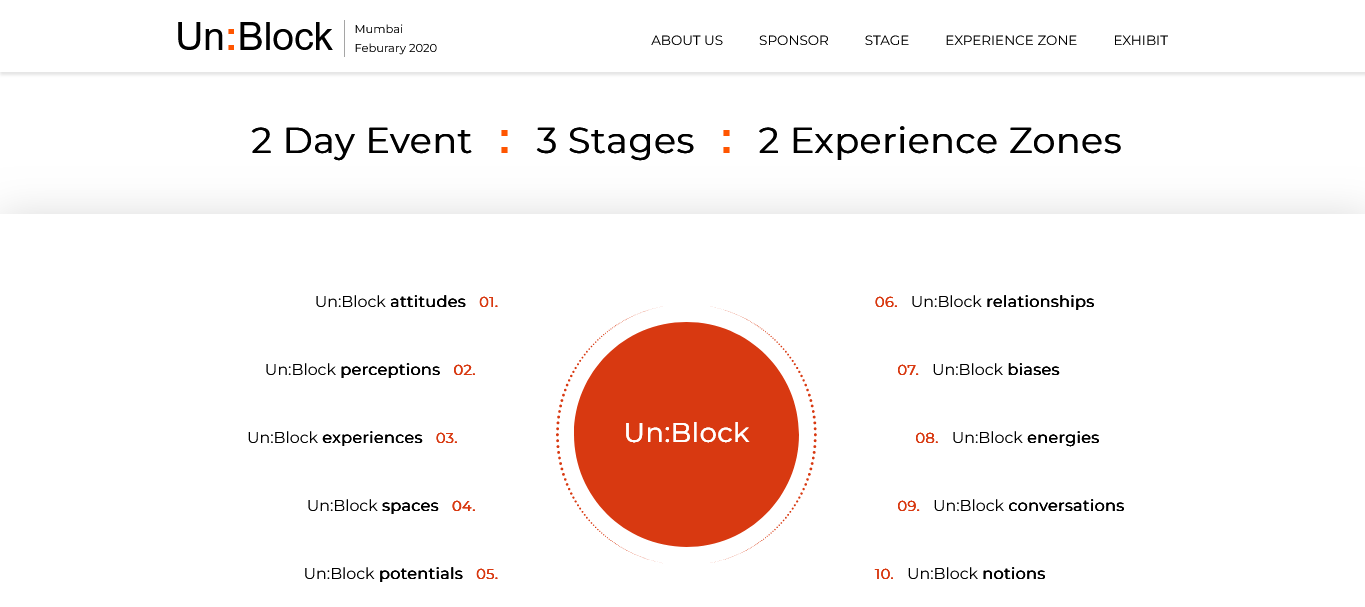 Un:Block
Mumbai
Feburary 2020
ABOUT US SPONSOR STAGE EXPERIENCE ZONE EXHIBIT
2 Day Event : 3 Stages : 2 Experience Zones
Un:Block attitudes 01.
Un:Block perceptions 02.
Un:Block experiences 03.
Un:Block spaces 04.
Un:Block potentials 05.
Un:Block
06. Un:Block relationships
07. Un:Block biases
08. Un:Block energies
09. Un:Block conversations
10. Un:Block notions